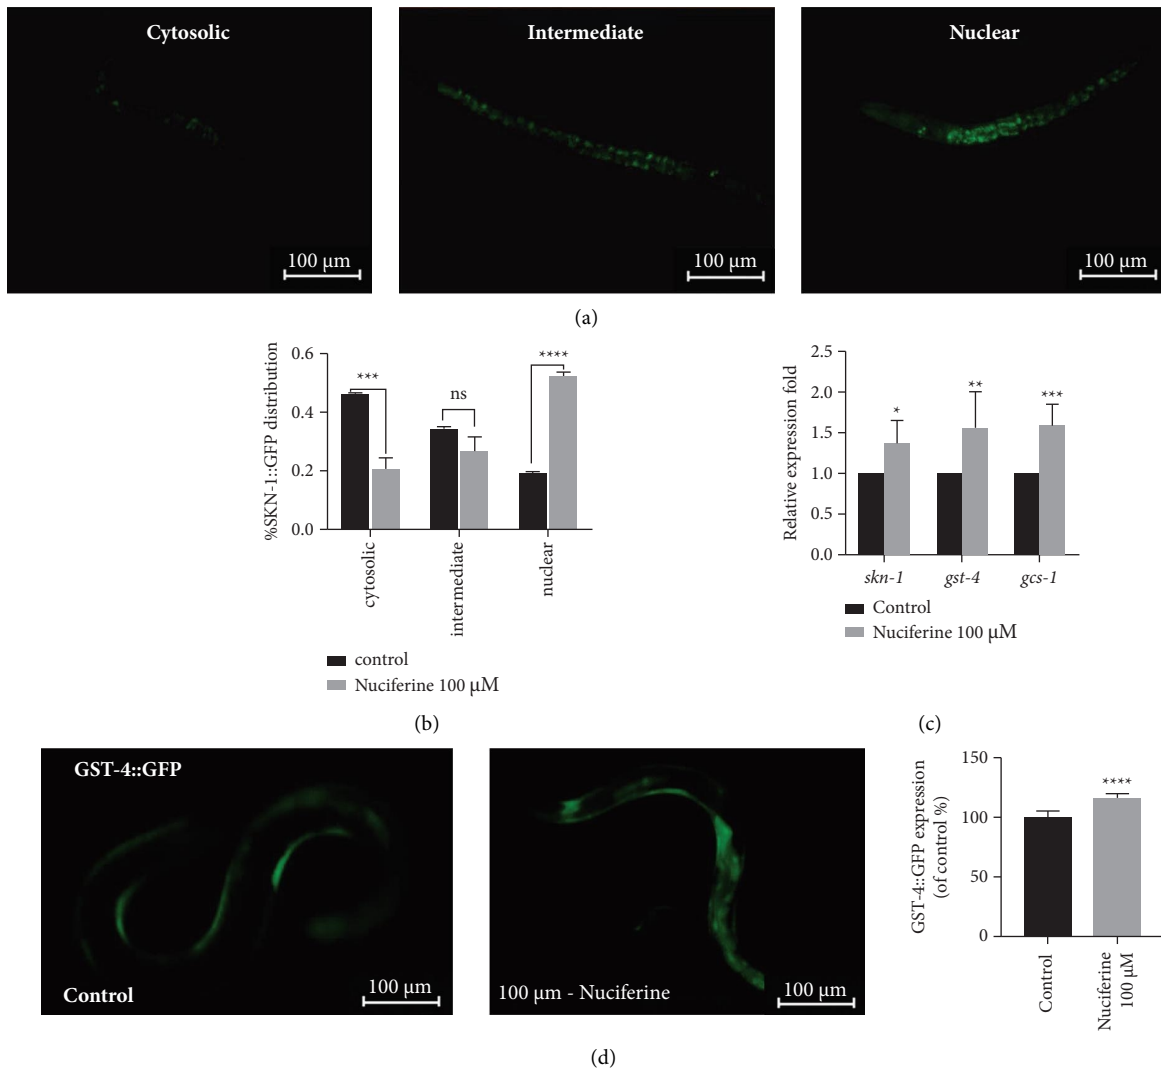 Cytosolic
Intermediate
Nuclear
100 µm
100 µm
100 µm
(a)
%SKN-1::GFP distribution
0.6
0.4
0.2
0.0
***
ns
****
cytosolic
intermediate
nuclear
control
Nuciferine 100 µM
(b)
Relative expression fold
2.5
2.0
1.5
1.0
0.5
0.0
*
**
***
skn-1
gst-4
gcs-1
Control
Nuciferine 100 µM
(c)
GST-4::GFP
Control
100 µm
100 µm - Nuciferine
100 µm
GST-4::GFP expression
(of control %)
150
100
50
0
****
Control
Nuciferine
100 µM
(d)